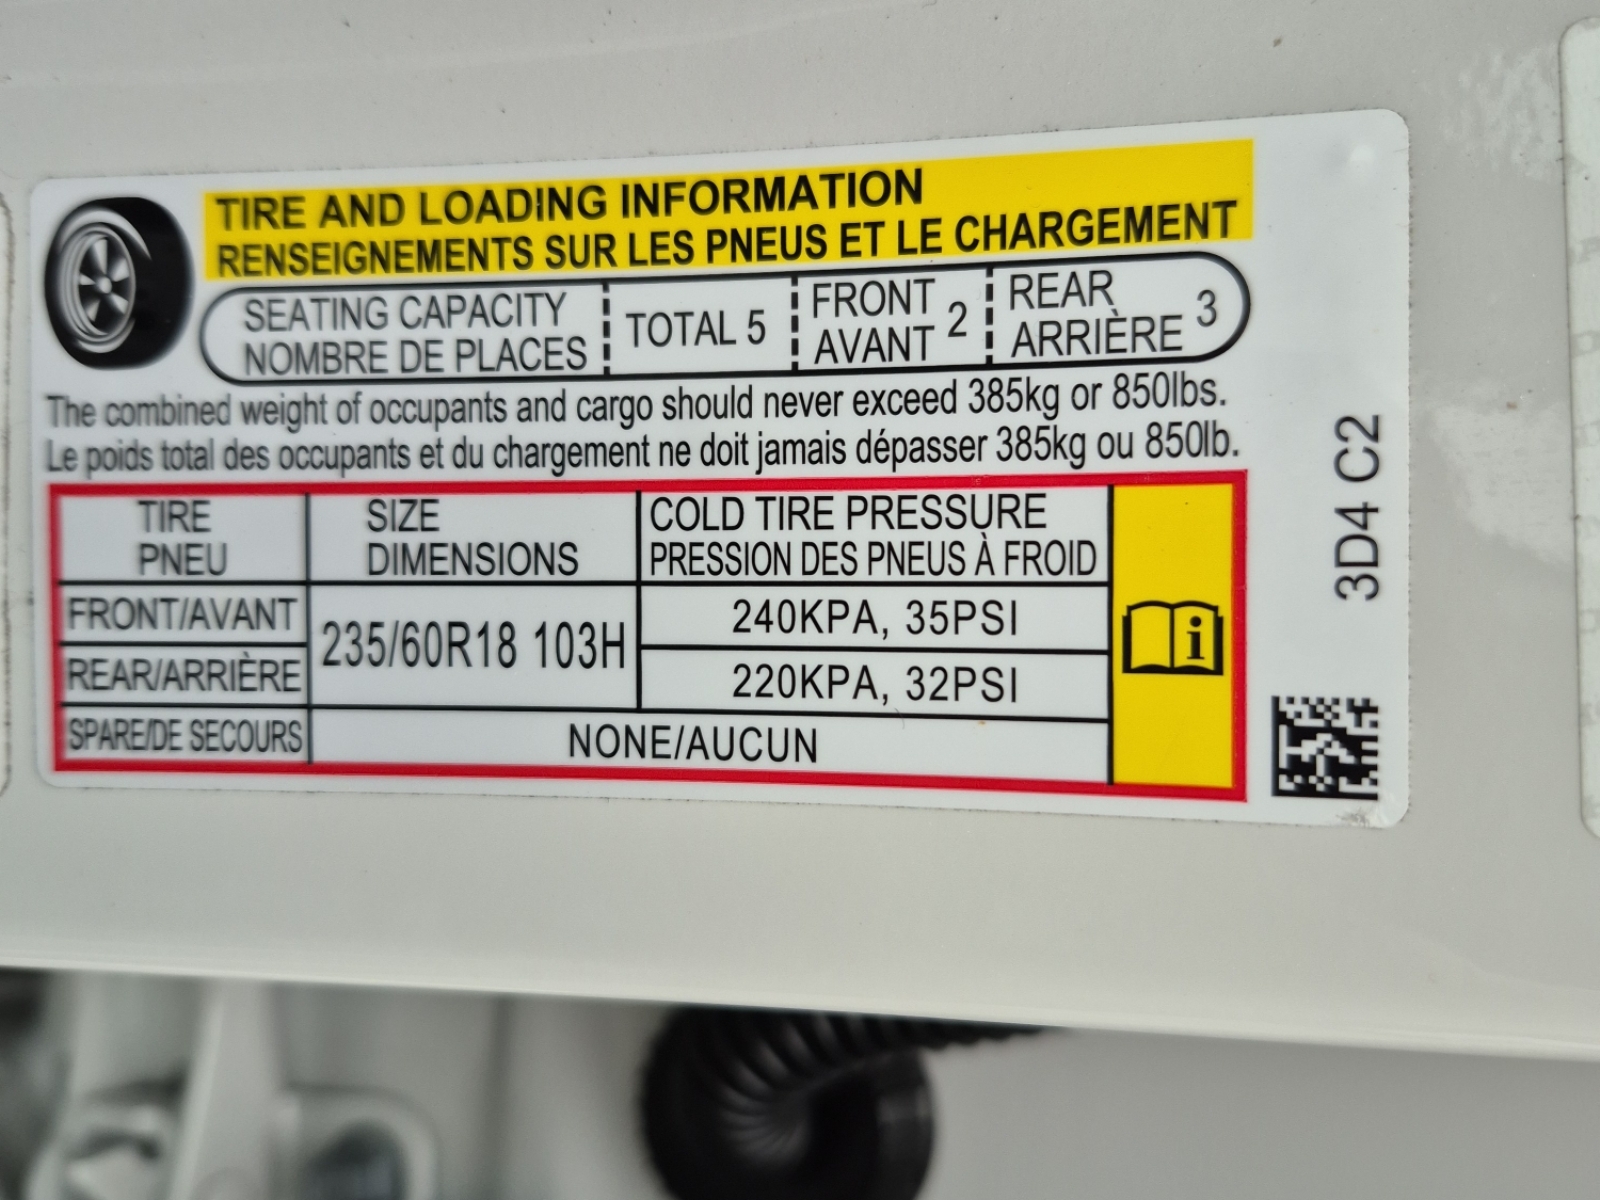 TIRE AND LOADING INFORMATION
RENSEIGNEMENTS SUR LES PNEUS ET LE CHARGEMENT
SEATING CAPACITY
NOMBRE DE PLACES
TOTAL 5
FRONT
AVANT
2
REAR
ARRIÈRE
3
The combined weight of occupants and cargo should never exceed 385kg or 850lbs.
Le poids total des occupants et du chargement ne doit jamais dépasser 385kg ou 850lb.
TIRE
PNEU
SIZE
DIMENSIONS
COLD TIRE PRESSURE
PRESSION DES PNEUS À FROID
FRONT/AVANT
235/60R18 103H
240KPA, 35PSI
REAR/ARRIÈRE
220KPA, 32PSI
SPARE/DE SECOURS
NONE/AUCUN
i
3D4 C2